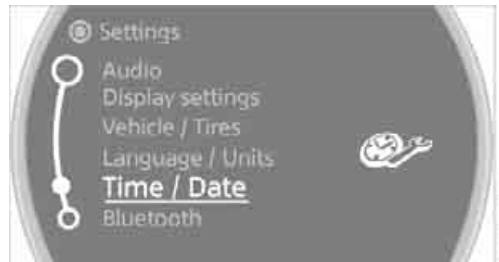 Settings
Audio
Display settings
Vehicle / Tires
Language / Units
Time / Date
Bluetooth